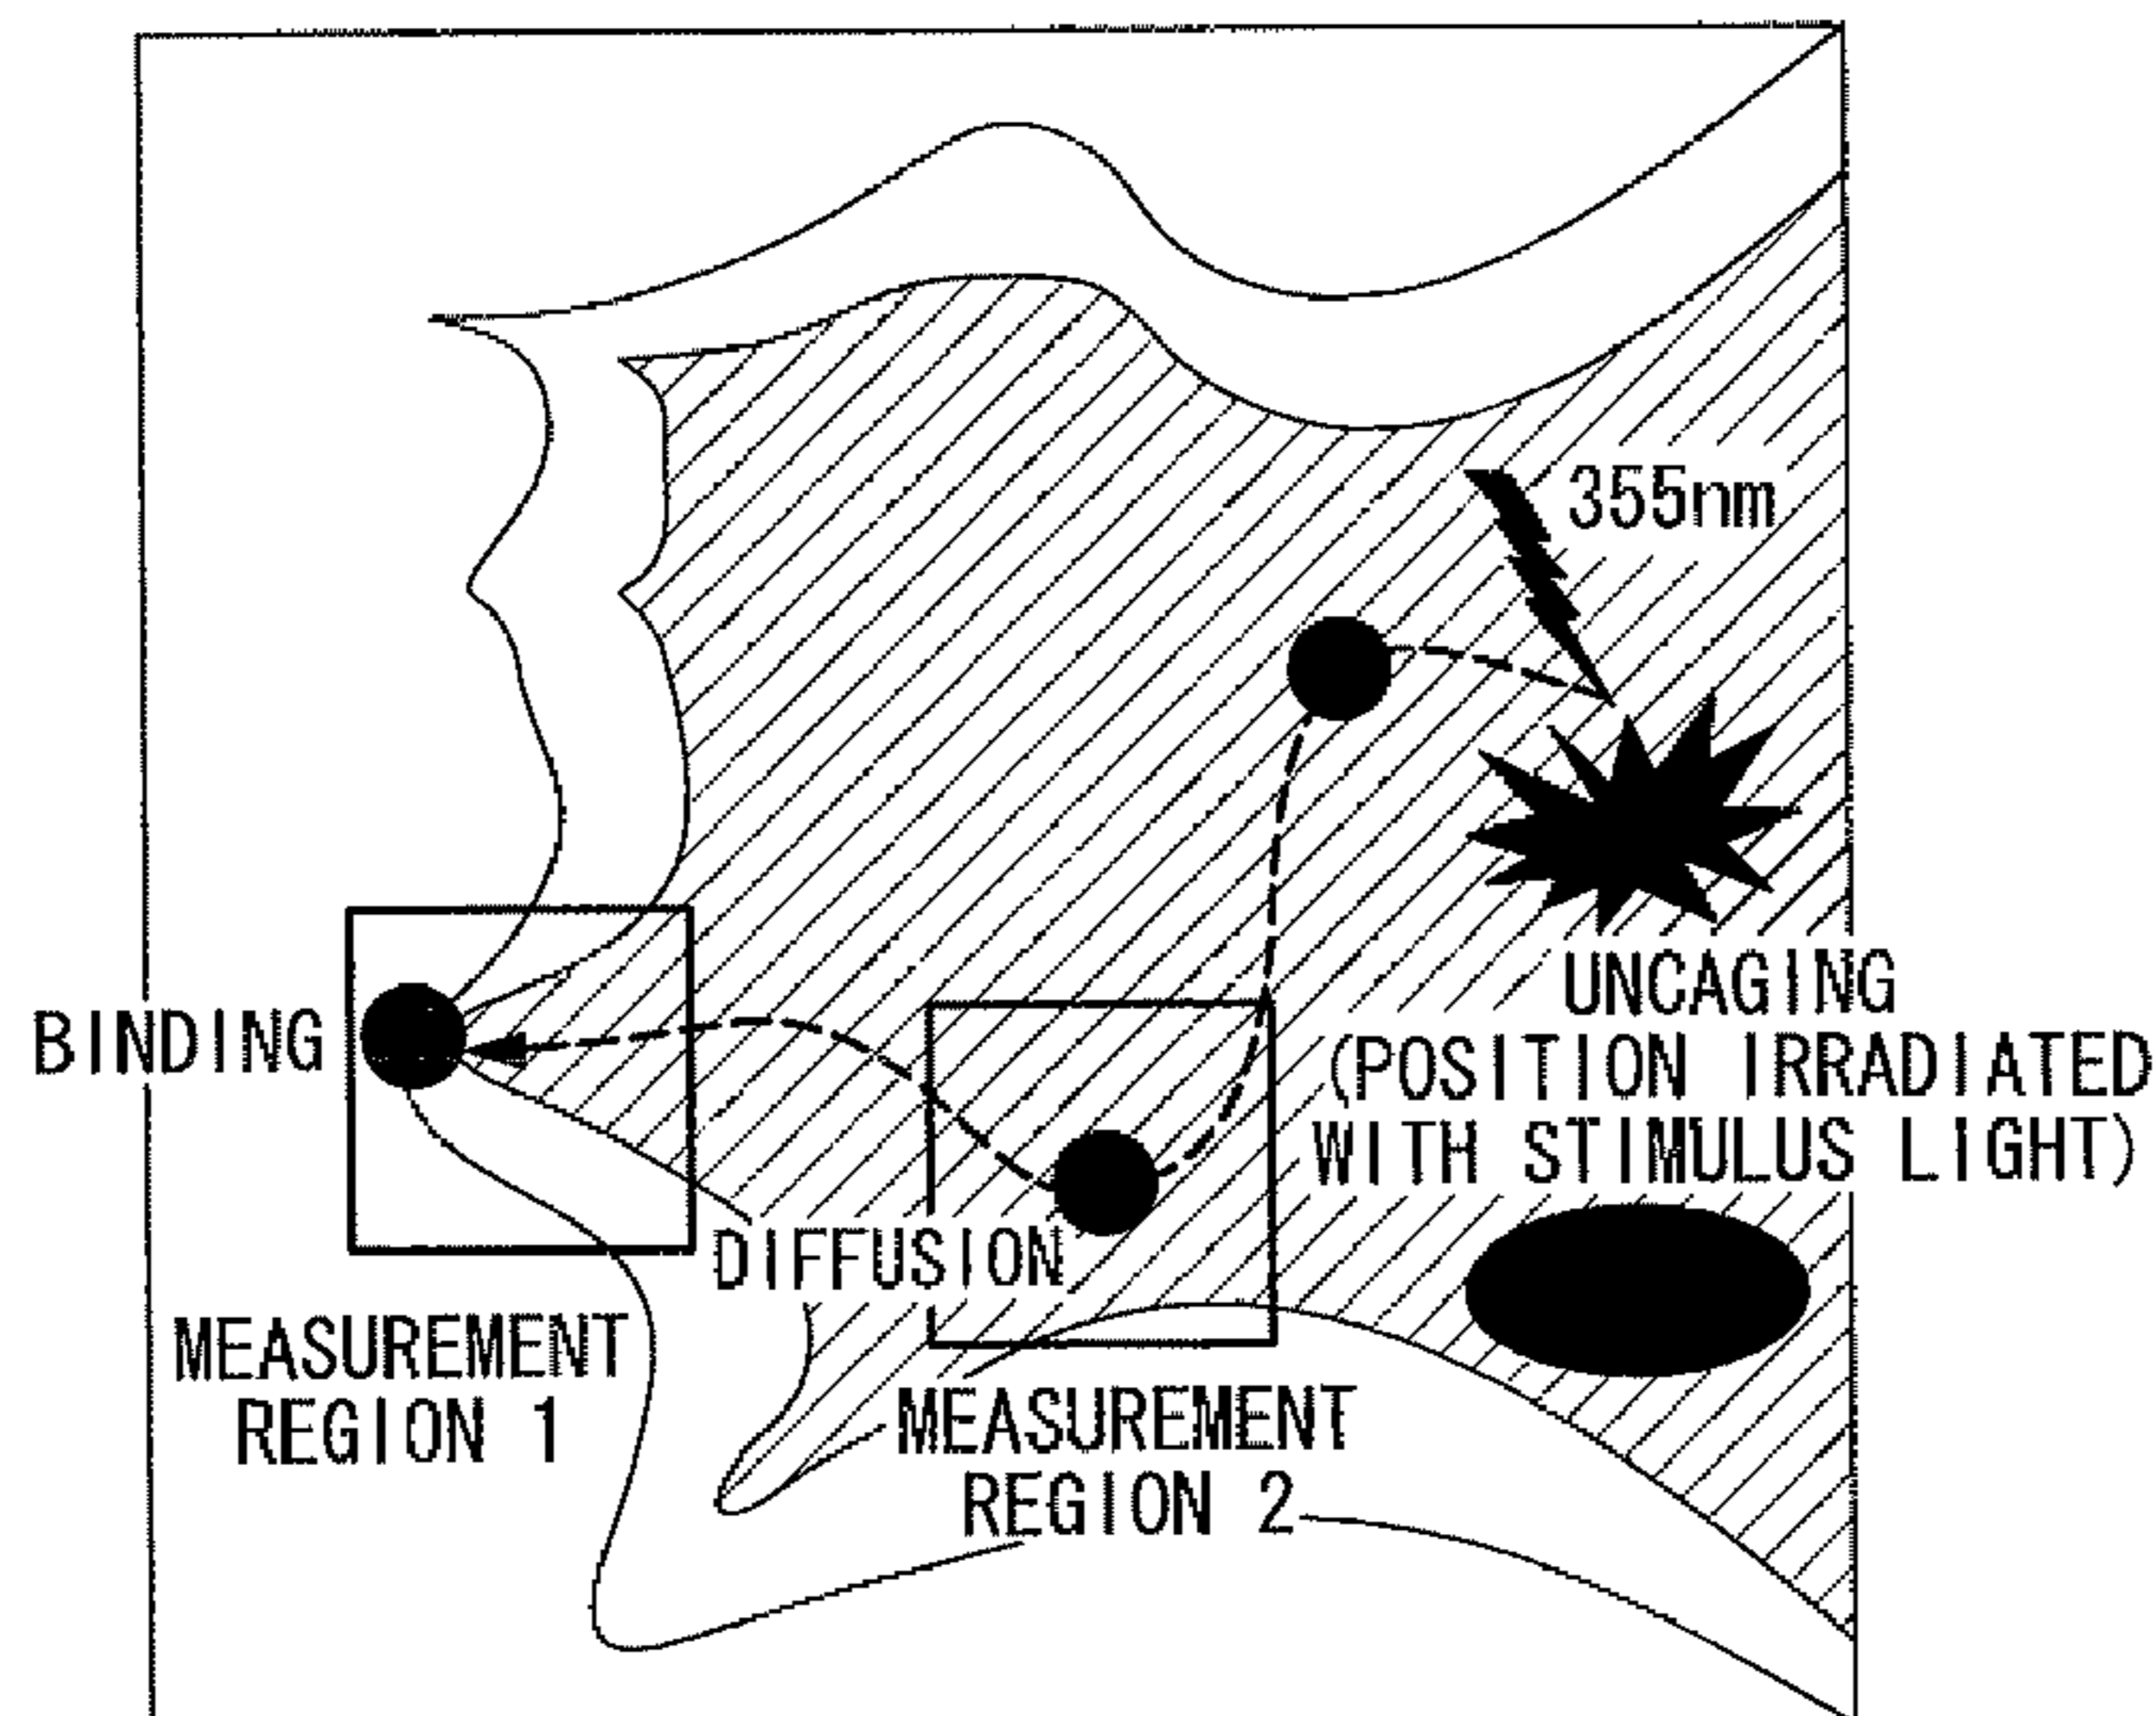 355nm
UNCAGING
(POSITION IRRADIATED
WITH STIMULUS LIGHT)
BINDING
DIFFUSION
MEASUREMENT
REGION 1
MEASUREMENT
REGION 2